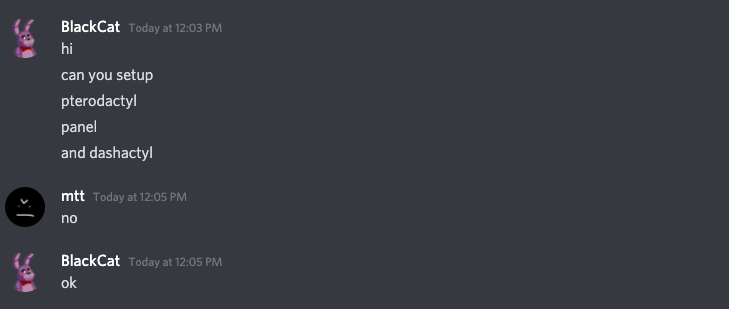 BlackCat Today at 12:03 PM
hi
can you setup
pterodactyl
panel
and dashactyl
mtt Today at 12:05 PM
no
BlackCat Today at 12:05 PM
ok